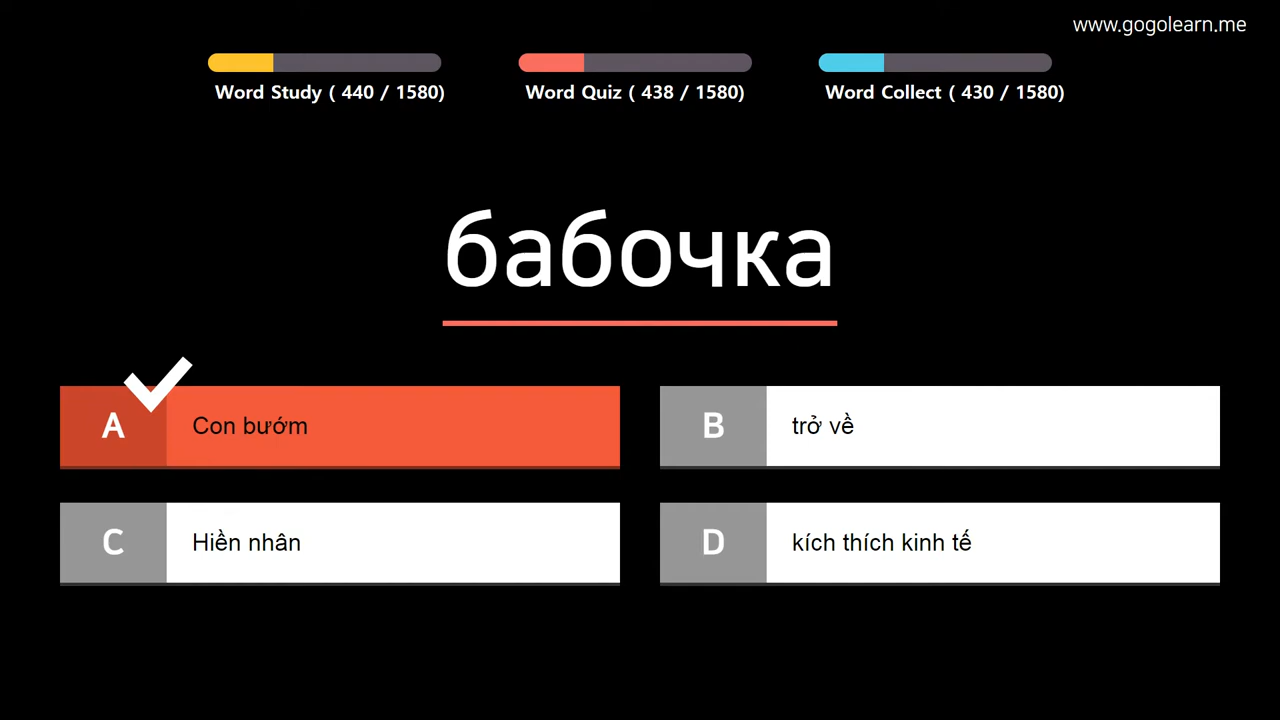 www.gogolearn.me
Word Study ( 440 / 1580)
Word Quiz ( 438 / 1580)
Word Collect ( 430 / 1580)
бабочка
A Con bướm
B trở về
C Hiền nhân
D kích thích kinh tế